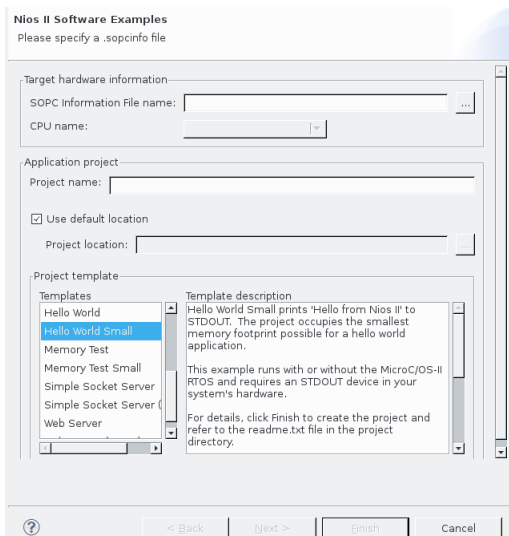 Nios II Software Examples
Please specify a .sopcinfo file
Target hardware information
SOPC Information File name:
...
CPU name:
Application project
Project name:
Use default location
Project location:
...
Project template
Templates
Hello World
Hello World Small
Memory Test
Memory Test Small
Simple Socket Server
Simple Socket Server (
Web Server
Template description
Hello World Small prints 'Hello from Nios II' to
STDOUT. The project occupies the smallest
memory footprint possible for a hello world
application.
This example runs with or without the MicroC/OS-II
RTOS and requires an STDOUT device in your
system's hardware.
For details, click Finish to create the project and
refer to the readme.txt file in the project
directory.
?
< Back
Next >
Finish
Cancel